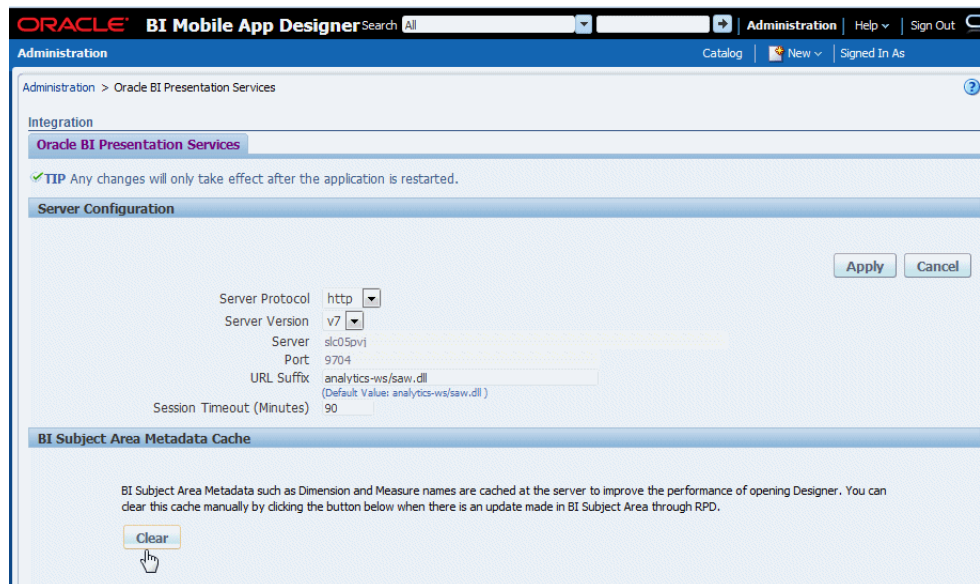 ORACLE® BI Mobile App Designer Search All Administration Help Sign Out
Administration Catalog New Signed In As
Administration > Oracle BI Presentation Services
Integration
Oracle BI Presentation Services
TIP Any changes will only take effect after the application is restarted.
Server Configuration
Apply Cancel
Server Protocol http
Server Version v7
Server slc05pvj
Port 9704
URL Suffix analytics-ws/saw.dll
(Default Value: analytics-ws/saw.dll )
Session Timeout (Minutes) 90
BI Subject Area Metadata Cache
BI Subject Area Metadata such as Dimension and Measure names are cached at the server to improve the performance of opening Designer. You can
clear this cache manually by clicking the button below when there is an update made in BI Subject Area through RPD.
Clear